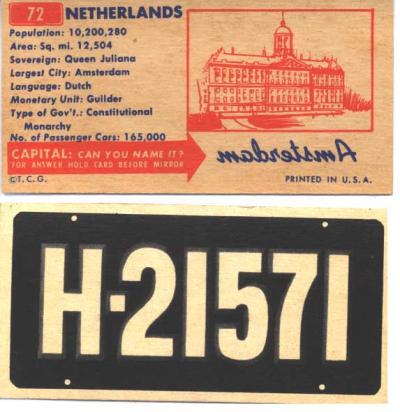 72 NETHERLANDS
Population: 10,200,280
Area: Sq. mi. 12,504
Sovereign: Queen Juliana
Largest City: Amsterdam
Language: Dutch
Monetary Unit: Guilder
Type of Gov't.: Constitutional
Monarchy
No. of Passenger Cars: 165,000
CAPITAL: CAN YOU NAME IT?
FOR ANSWER HOLD CARD BEFORE MIRROR
Amsterdam
©T.C.G.
PRINTED IN U.S.A.
H-21571